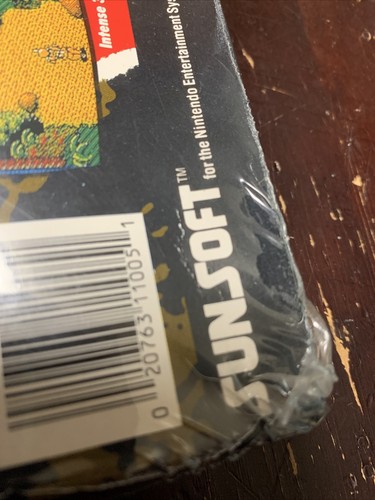 Intense
for the Nintendo Entertainment Sys
SUNSOFT™
0 20763 11005 1